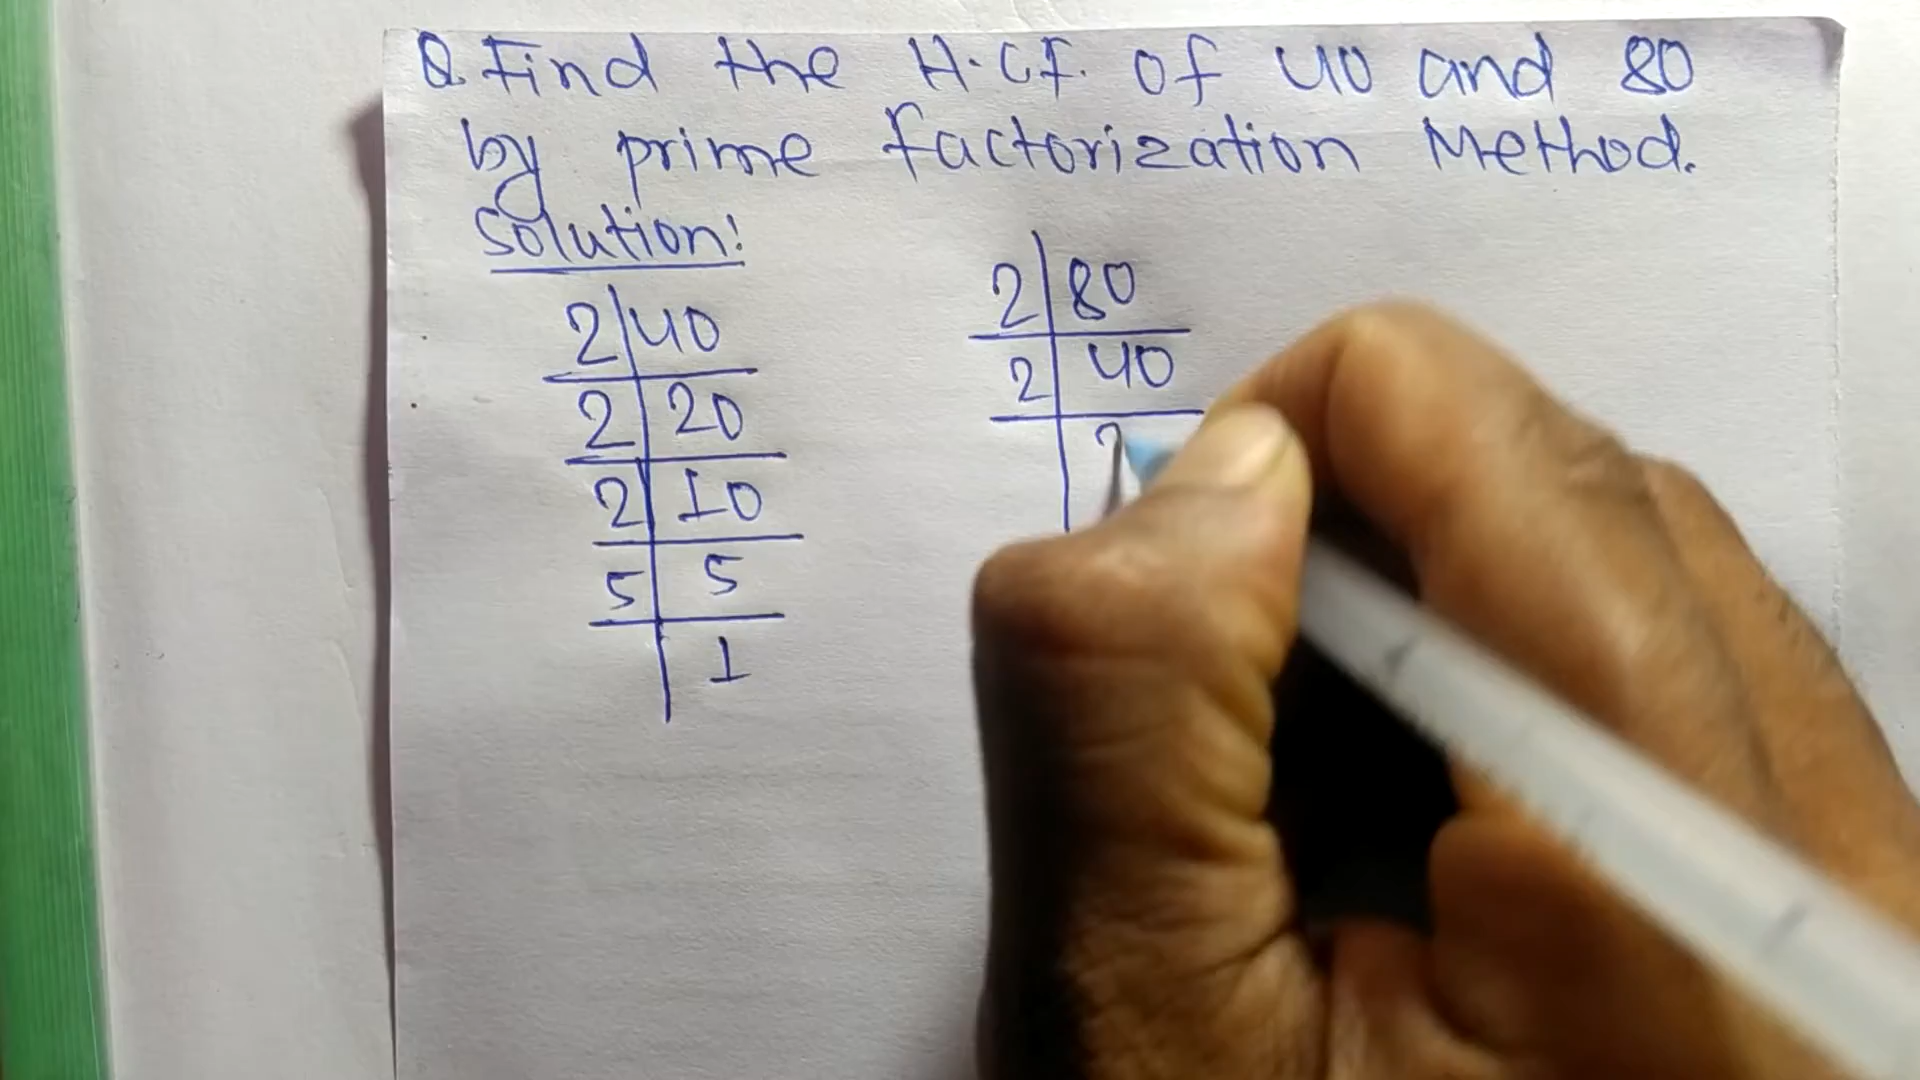 Q. Find the H.C.F. of 40 and 80
by prime factorization Method.
Solution:
2 40
2 20
2 10
5 5
1
2 80
2 40
2